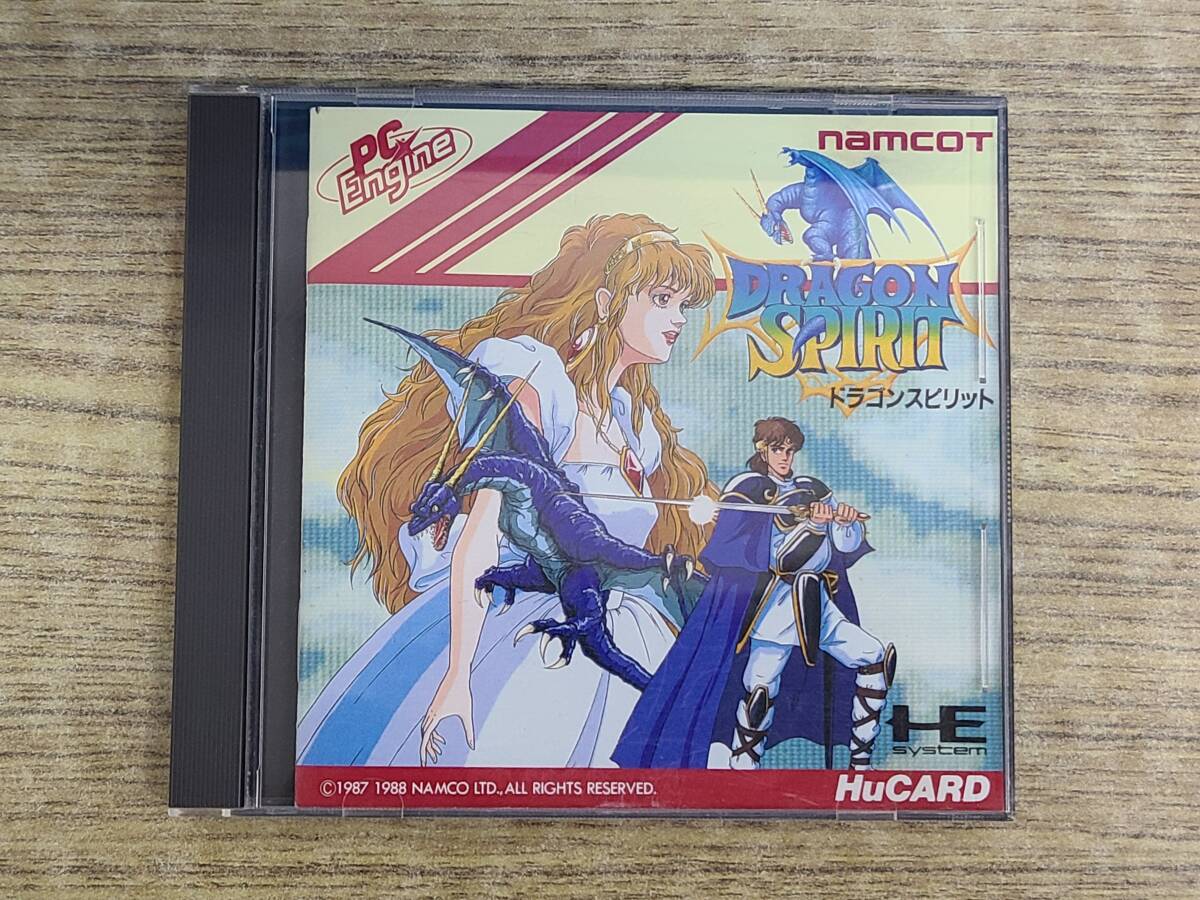 PC Engine
namcoT
DRAGON
SPIRIT
ドラゴンスピリット
HE
system
©1987 1988 NAMCO LTD., ALL RIGHTS RESERVED.
HuCARD